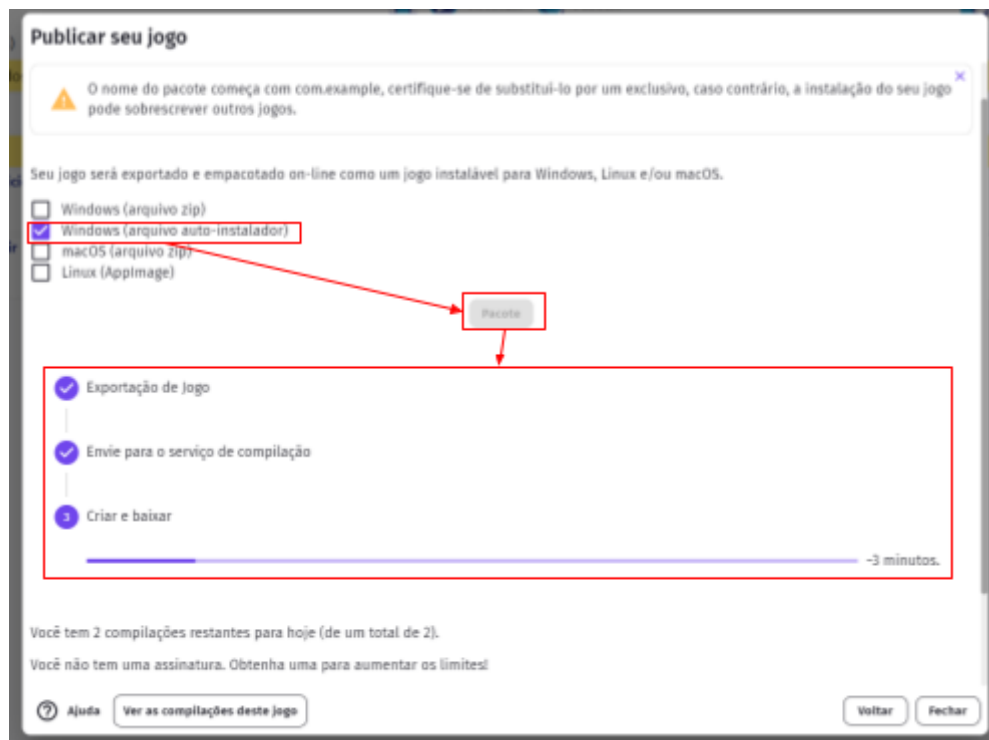 Publicar seu jogo
O nome do pacote começa com com.example, certifique-se de substituí-lo por um exclusivo, caso contrário, a instalação do seu jogo
pode sobrescrever outros jogos.
Seu jogo será exportado e empacotado on-line como um jogo instalável para Windows, Linux e/ou macOS.
Windows (arquivo zip)
Windows (arquivo auto-instalador)
macOS (arquivo zip)
Linux (AppImage)
Pacote
Exportação de Jogo
Envie para o serviço de compilação
3 Criar e baixar
~3 minutos.
Você tem 2 compilações restantes para hoje (de um total de 2).
Você não tem uma assinatura. Obtenha uma para aumentar os limites!
Ajuda Ver as compilações deste jogo Voltar Fechar